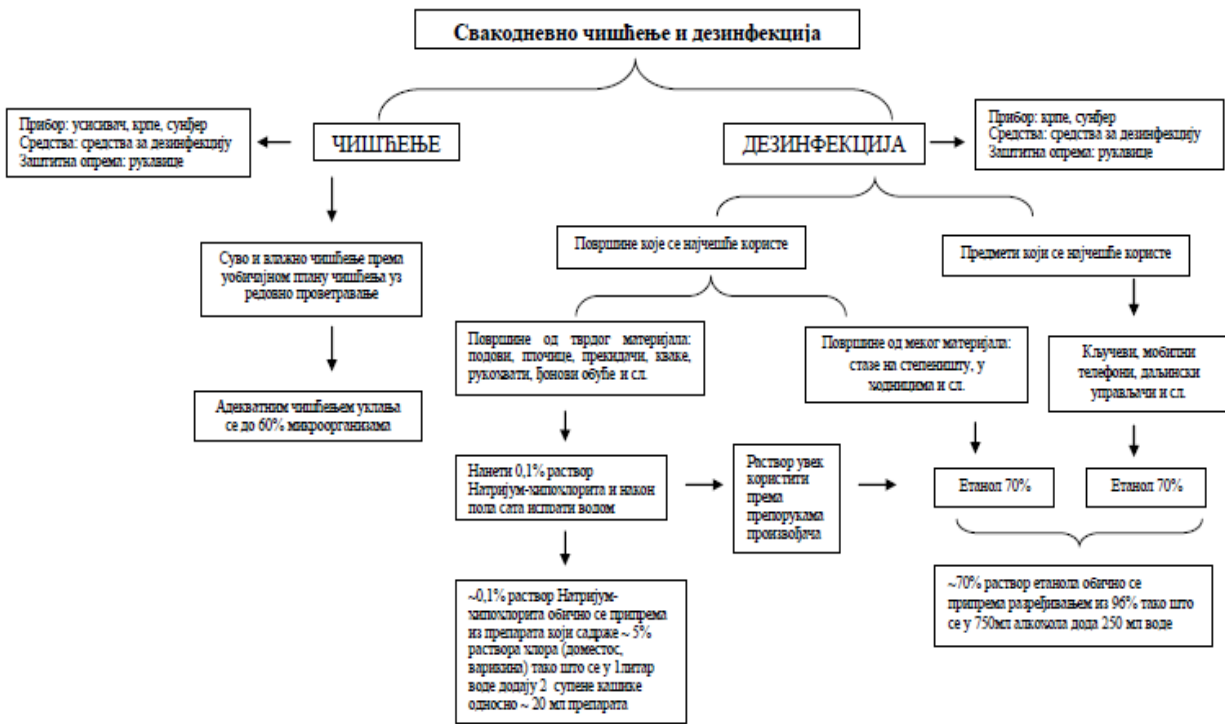 Свакодневно чишћење и дезинфекција
Прибор: усисивач, крпе, сунђер
Средства: средства за дезинфекцију
Заштитна опрема: рукавице
ЧИШЋЕЊЕ
ДЕЗИНФЕКЦИЈА
Прибор: крпе, сунђер
Средства: средства за дезинфекцију
Заштитна опрема: рукавице
Суво и влажно чишћење према
уобичајном плану чишћења уз
редовно проветравање
Адекватним чишћењем уклања
се до 60% микроорганизама
Површине које се најчешће користе
Предмети који се најчешће користе
Површине од тврдог материјала:
подови, плочице, прекидачи, кваке,
рукохвати, ђонови обуће и сл.
Површине од меког материјала:
стазе на степеништу, у
ходницима и сл.
Кључеви, мобилни
телефони, даљински
управљачи и сл.
Нанети 0,1% раствор
Натријум-хипохлорита и након
пола сата испрати водом
Раствор увек
користити
према
препорукама
произвођача
Етанол 70%
Етанол 70%
~0,1% раствор Натријум-
хипохлорита обично се припрема
из препарата који садрже ~ 5%
раствора хлора (доместос,
варикина) тако што се у 1литар
воде додају 2 супене кашике
односно ~ 20 мл препарата
~70% раствор етанола обично се
припрема разређивањем из 96% тако што
се у 750мл алкохола дода 250 мл воде